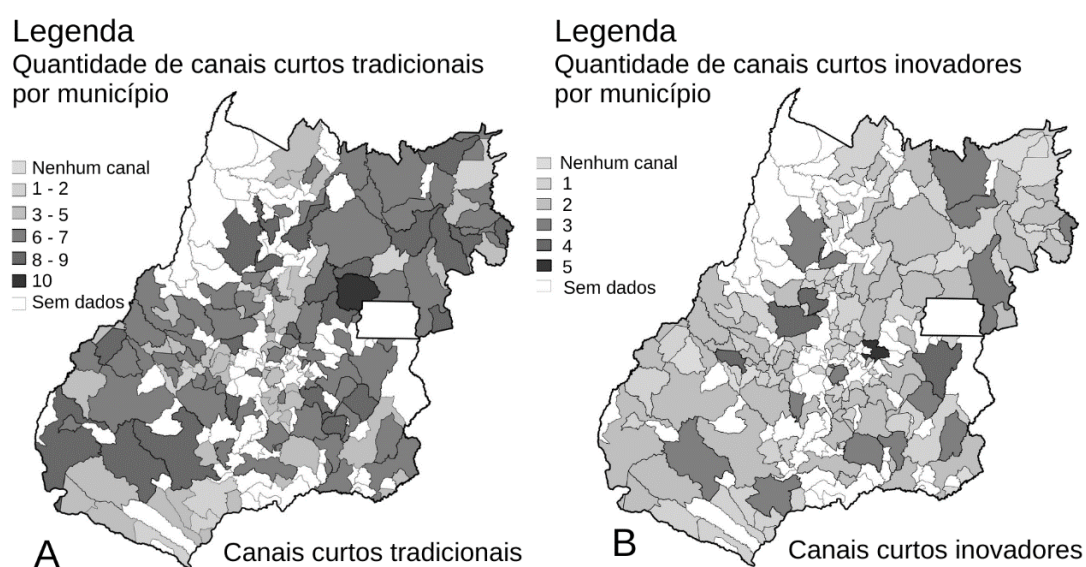 Legenda
Quantidade de canais curtos tradicionais
por município
Nenhum canal
1 - 2
3 - 5
6 - 7
8 - 9
10
Sem dados
A
Canais curtos tradicionais
Legenda
Quantidade de canais curtos inovadores
por município
Nenhum canal
1
2
3
4
5
Sem dados
B
Canais curtos inovadores